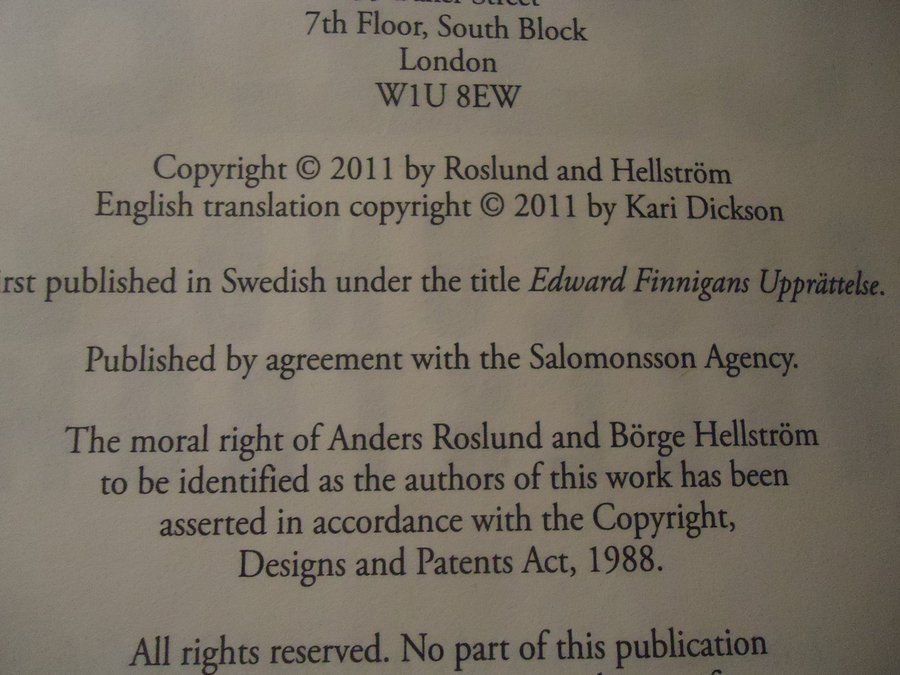 Street
7th Floor, South Block
London
W1U 8EW
Copyright © 2011 by Roslund and Hellström
English translation copyright © 2011 by Kari Dickson
rst published in Swedish under the title Edward Finnigans Upprättelse.
Published by agreement with the Salomonsson Agency.
The moral right of Anders Roslund and Börge Hellström
to be identified as the authors of this work has been
asserted in accordance with the Copyright,
Designs and Patents Act, 1988.
All rights reserved. No part of this publication